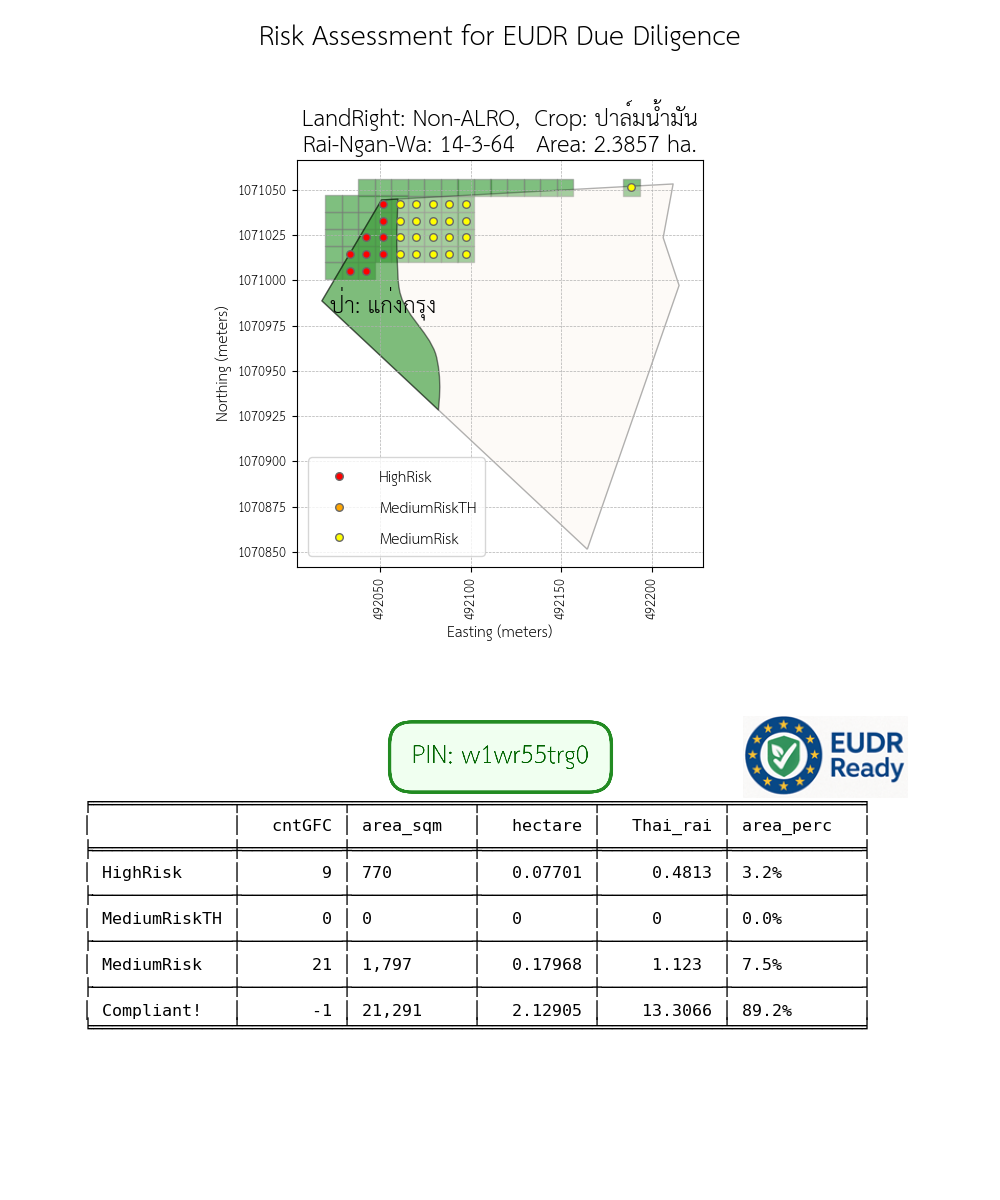 Risk Assessment for EUDR Due Diligence
LandRight: Non-ALRO, Crop: ปาล์มน้ำมัน
Rai-Ngan-Wa: 14-3-64 Area: 2.3857 ha.
Northing (meters)
1071050
1071025
1071000
1070975
1070950
1070925
1070900
1070875
1070850
ป่า: แก่งกรุง
HighRisk
MediumRiskTH
MediumRisk
492050 492100 492150 492200
Easting (meters)
PIN: w1wr55trg0
EUDR
Ready
cntGFC area_sqm hectare Thai_rai area_perc
HighRisk 9 770 0.07701 0.4813 3.2%
MediumRiskTH 0 0 0 0 0.0%
MediumRisk 21 1,797 0.17968 1.123 7.5%
Compliant! -1 21,291 2.12905 13.3066 89.2%